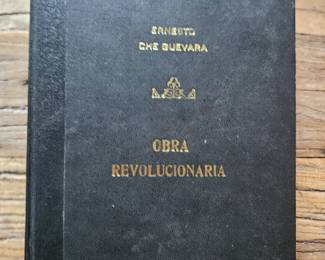 ERNESTO
CHE GUEVARA
OBRA
REVOLUCIONARIA